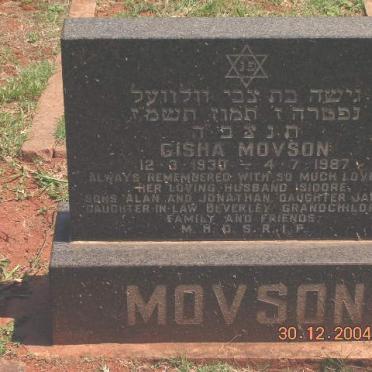 פ נ
גישה בת צבי וולוועל
נפטרה ז תמוז תשמ"ז
ת נ צ ב ה
GISHA MOVSON
12·3·1930 - 4·7·1987
ALWAYS REMEMBERED WITH SO MUCH LOVE
HER LOVING HUSBAND ISIDORE
SONS ALAN AND JONATHAN DAUGHTER JA
DAUGHTER-IN-LAW BEVERLEY GRANDCHILD
FAMILY AND FRIENDS
M.H.D.S.R.I.P.
MOVSON
30.12.2004